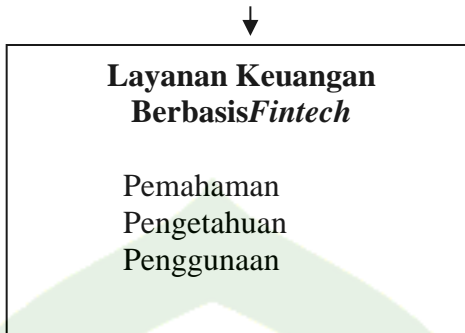 Layanan Keuangan
BerbasisFintech
Pemahaman
Pengetahuan
Penggunaan